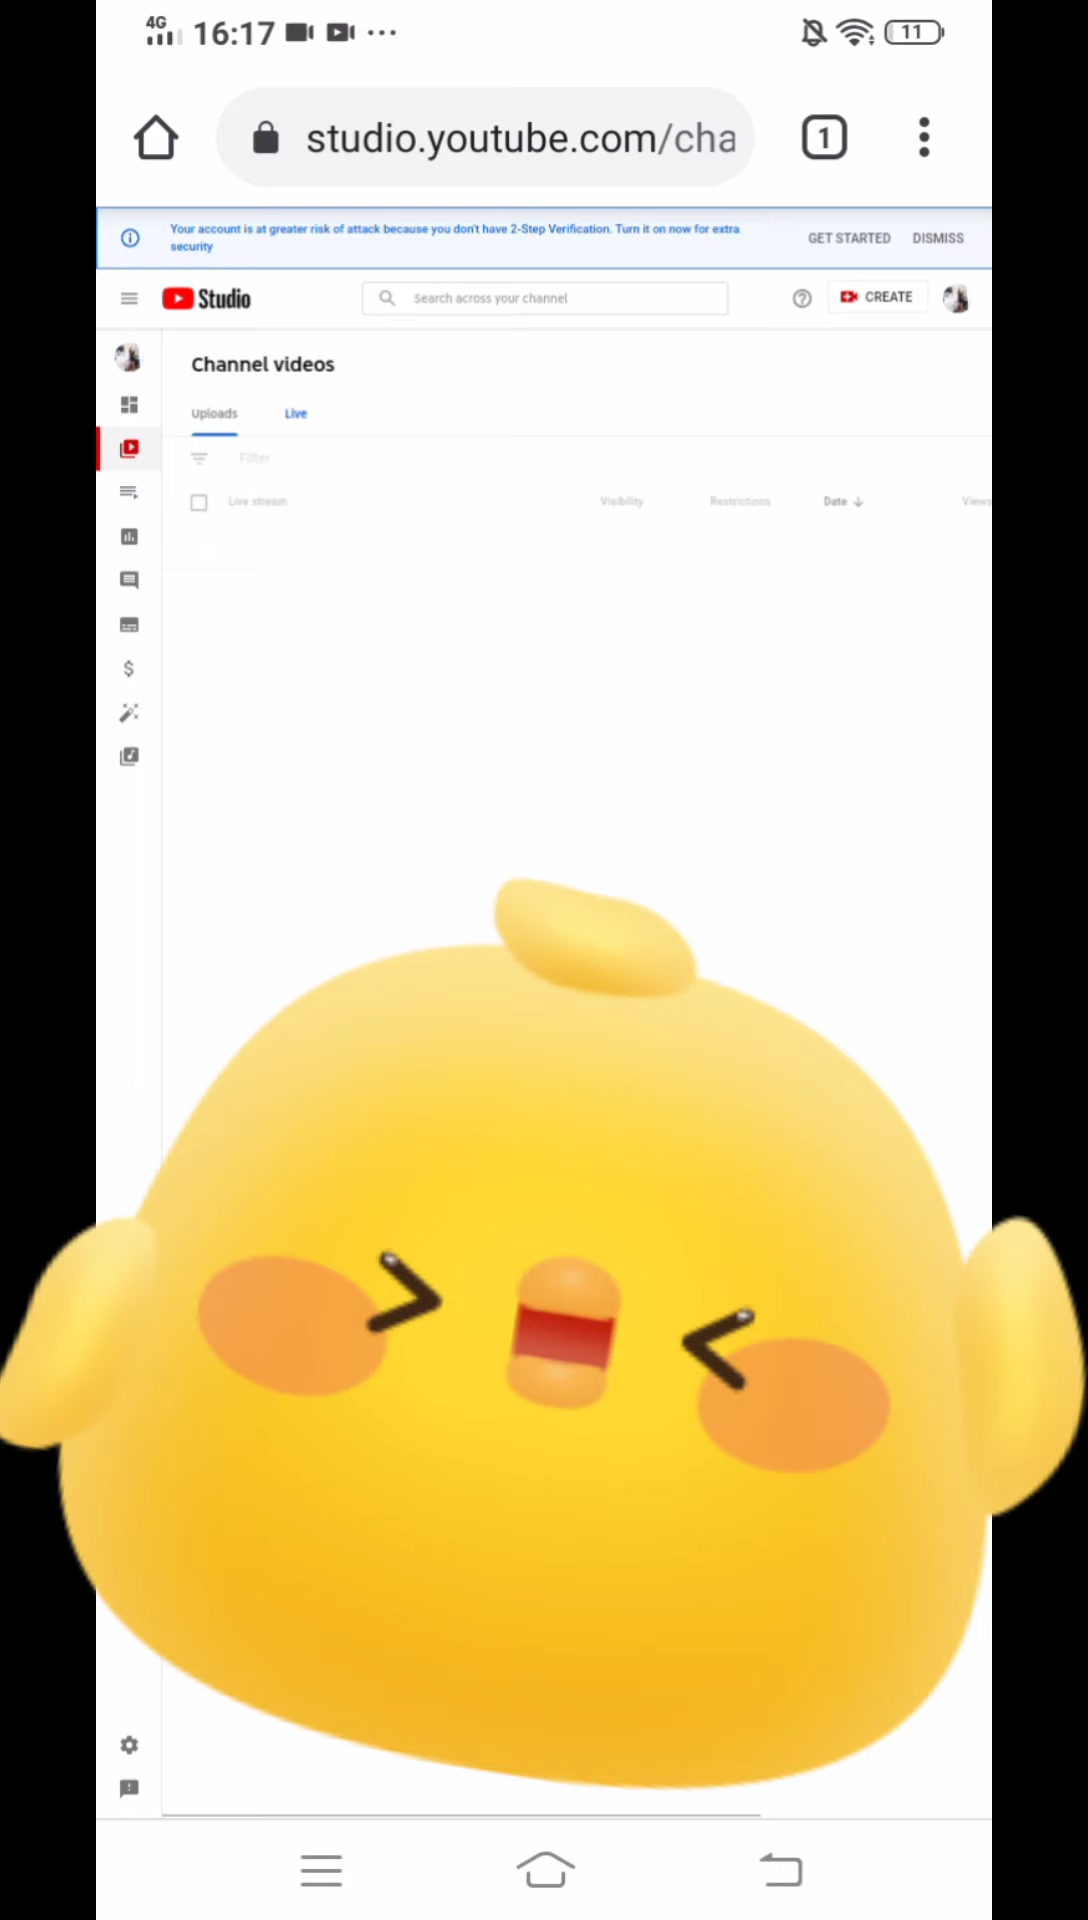 4G
16:17
11
studio.youtube.com/cha
1
Your account is at greater risk of attack because you don't have 2-Step Verification. Turn it on now for extra
security
GET STARTED
DISMISS
Studio
Search across your channel
CREATE
Channel videos
Uploads
Live
Filter
Live stream
Visibility
Restrictions
Date
Views